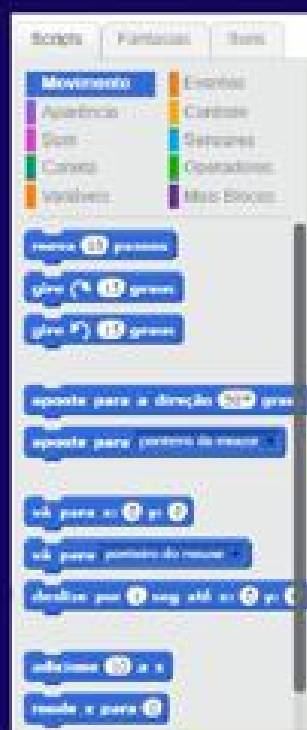 Scripts Fantasias Sons
Movimento Eventos
Aparência Controle
Som Sensores
Caneta Operadores
Variáveis Mais Blocos
mova 10 passos
gire 15 graus
gire 15 graus
aponte para a direção 90 grau
aponte para ponteiro do mouse
vá para x: 0 y: 0
vá para ponteiro do mouse
deslize por 1 seg até x: 0 y:
adicione 10 a x
mude x para 0